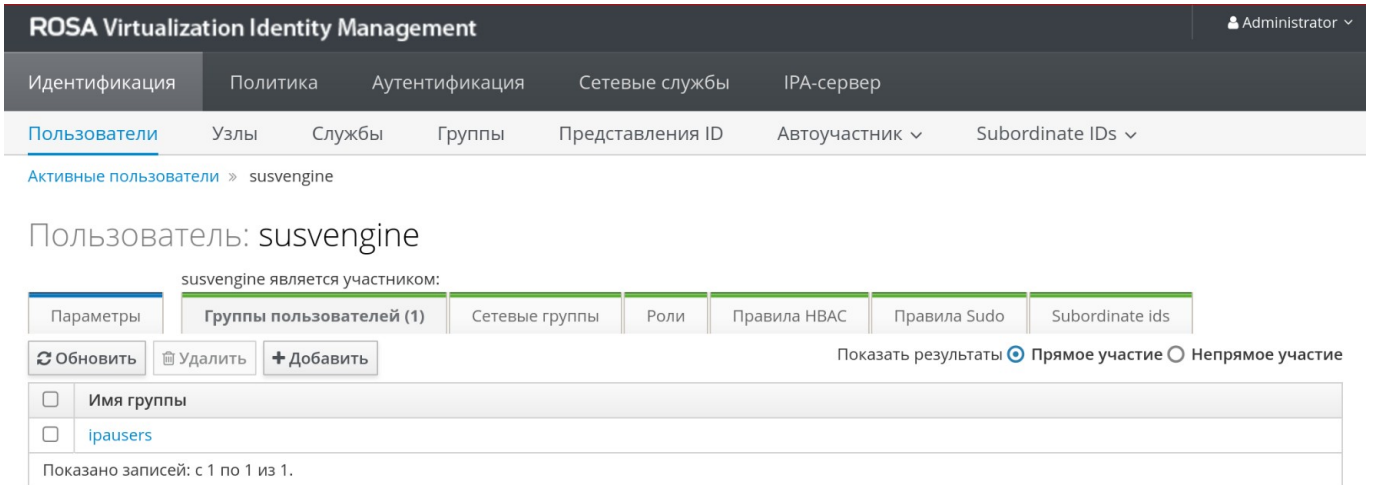 ROSA Virtualization Identity Management
Administrator
Идентификация Политика Аутентификация Сетевые службы IPA-сервер
Пользователи Узлы Службы Группы Представления ID Автоучастник Subordinate IDs
Активные пользователи » susvengine
Пользователь: susvengine
susvengine является участником:
Параметры Группы пользователей (1) Сетевые группы Роли Правила HBAC Правила Sudo Subordinate ids
Обновить Удалить + Добавить Показать результаты Прямое участие Непрямое участие
Имя группы
ipausers
Показано записей: с 1 по 1 из 1.